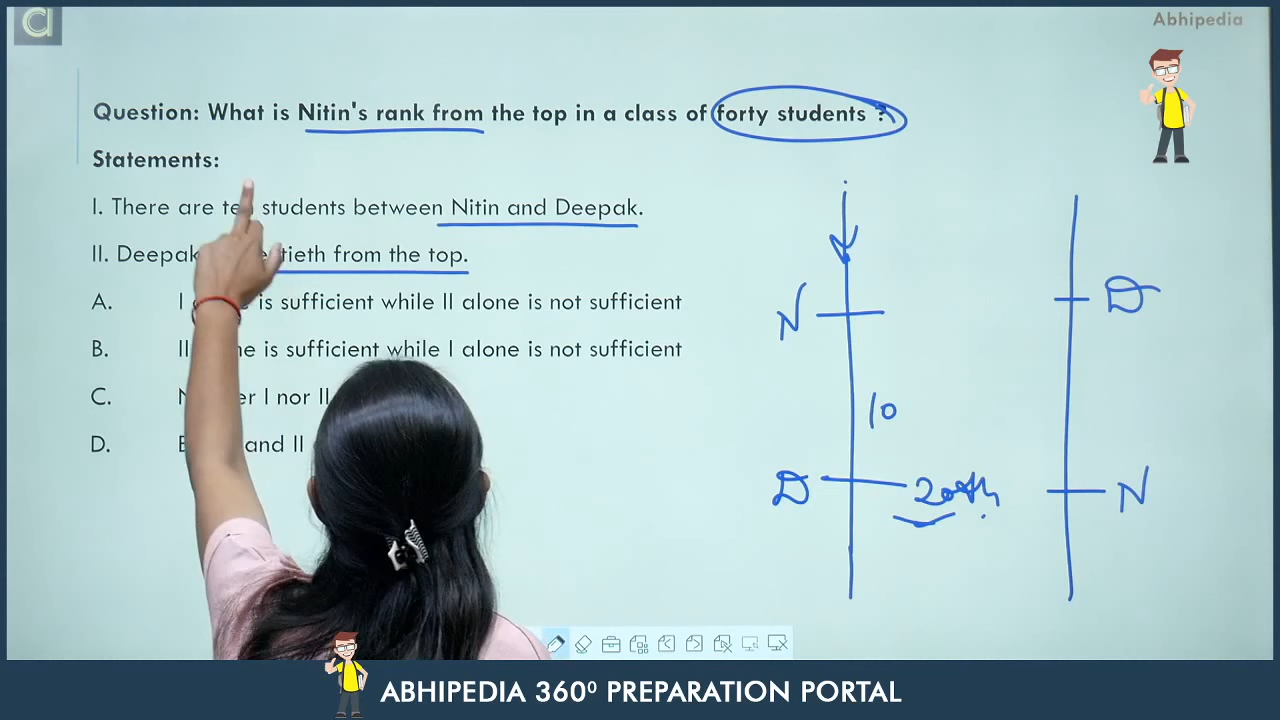 Abhipedia
Question: What is Nitin's rank from the top in a class of forty students ?
Statements:
I. There are ten students between Nitin and Deepak.
II. Deepak tieth from the top.
A. I is sufficient while II alone is not sufficient
B. II is sufficient while I alone is not sufficient
C. I nor II
D. and II
N
10
D 20th
D
N
ABHIPEDIA 360⁰ PREPARATION PORTAL